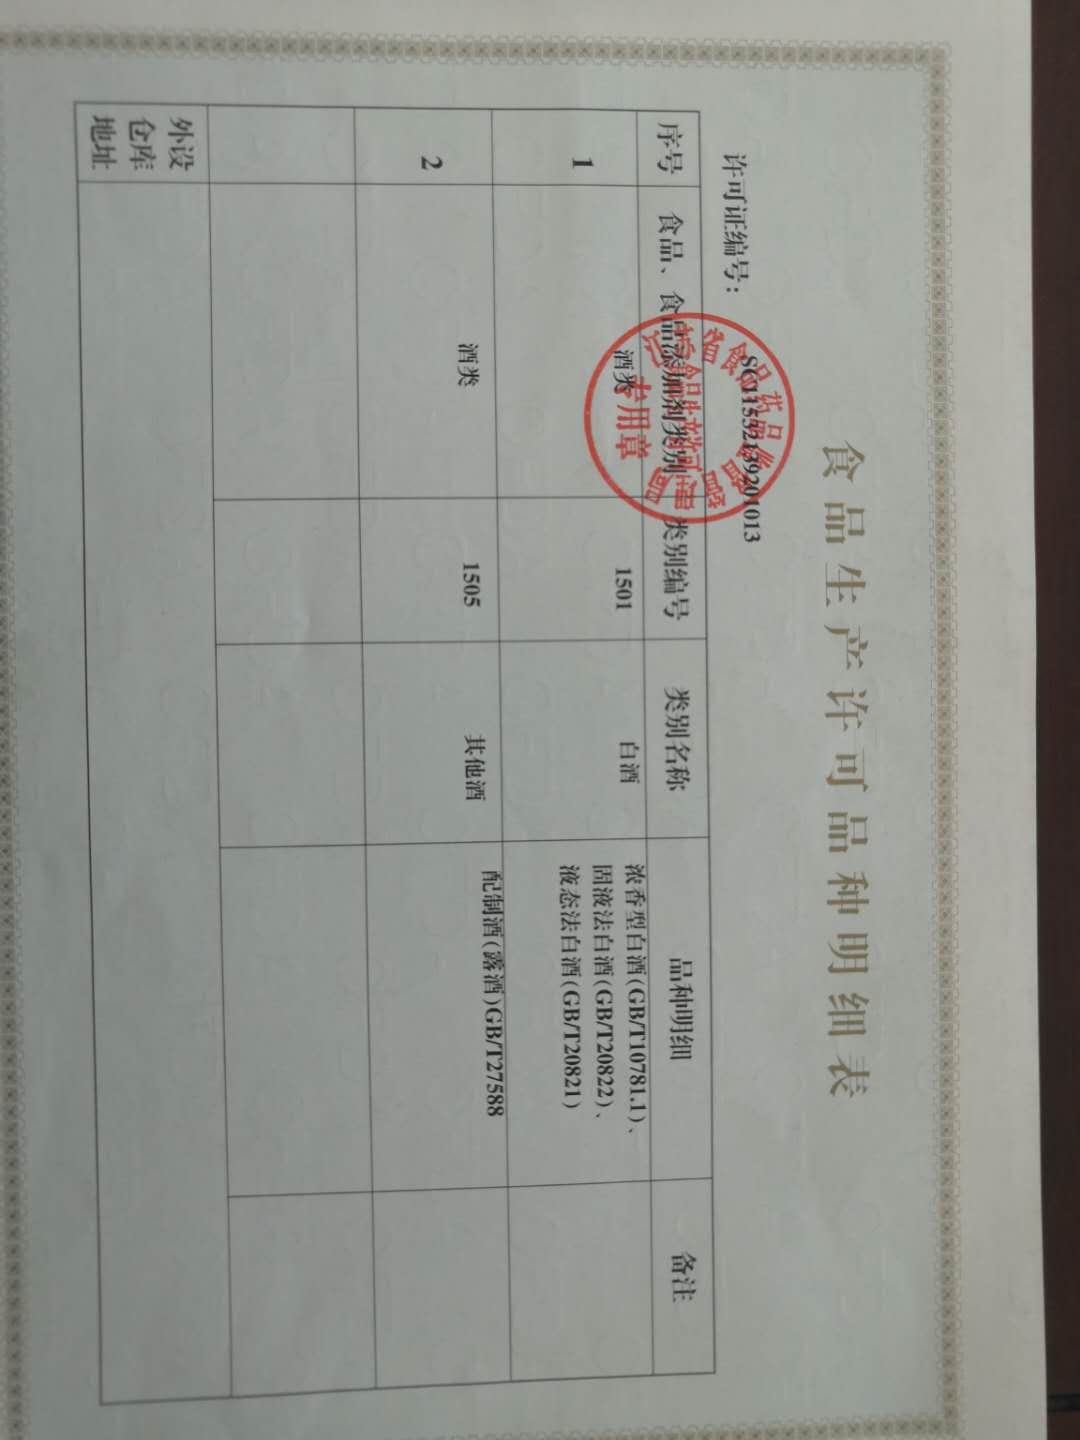 食品生产许可品种明细表
许可证编号：
SC11552139201013
序号 食品、食品添加剂类别 类别编号 类别名称 品种明细 备注
1 酒类 1501 白酒 浓香型白酒(GB/T10781.1)、
固液法白酒(GB/T20822)、
液态法白酒(GB/T20821)
2 酒类 1505 其他酒 配制酒(露酒)GB/T27588
外设
仓库
地址
专用章